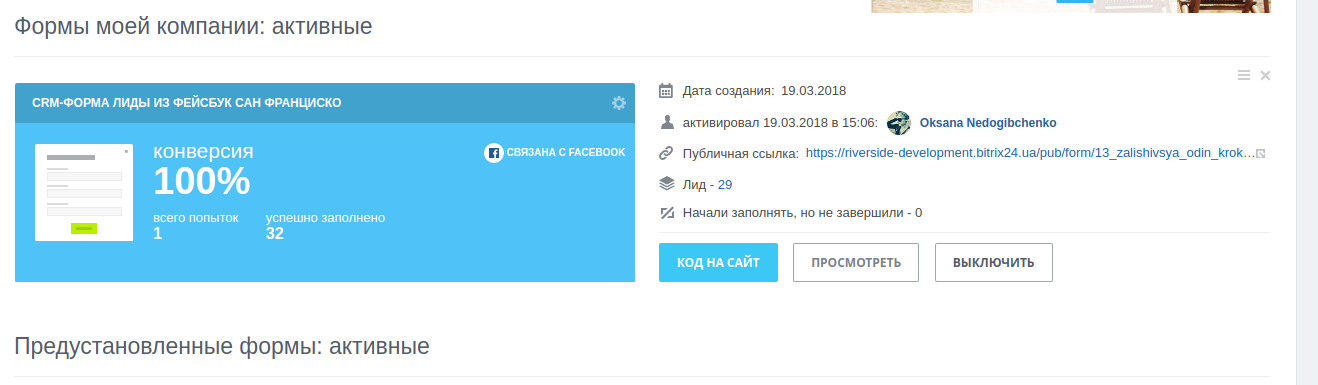 Формы моей компании: активные
CRM-ФОРМА ЛИДЫ ИЗ ФЕЙСБУК САН ФРАНЦИСКО
конверсия
100%
СВЯЗАНА С FACEBOOK
всего попыток
успешно заполнено
1
32
Дата создания: 19.03.2018
активировал 19.03.2018 в 15:06: Oksana Nedogibchenko
Публичная ссылка: https://riverside-development.bitrix24.ua/pub/form/13_zalishivsya_odin_krok…
Лид - 29
Начали заполнять, но не завершили - 0
КОД НА САЙТ
ПРОСМОТРЕТЬ
ВЫКЛЮЧИТЬ
Предустановленные формы: активные